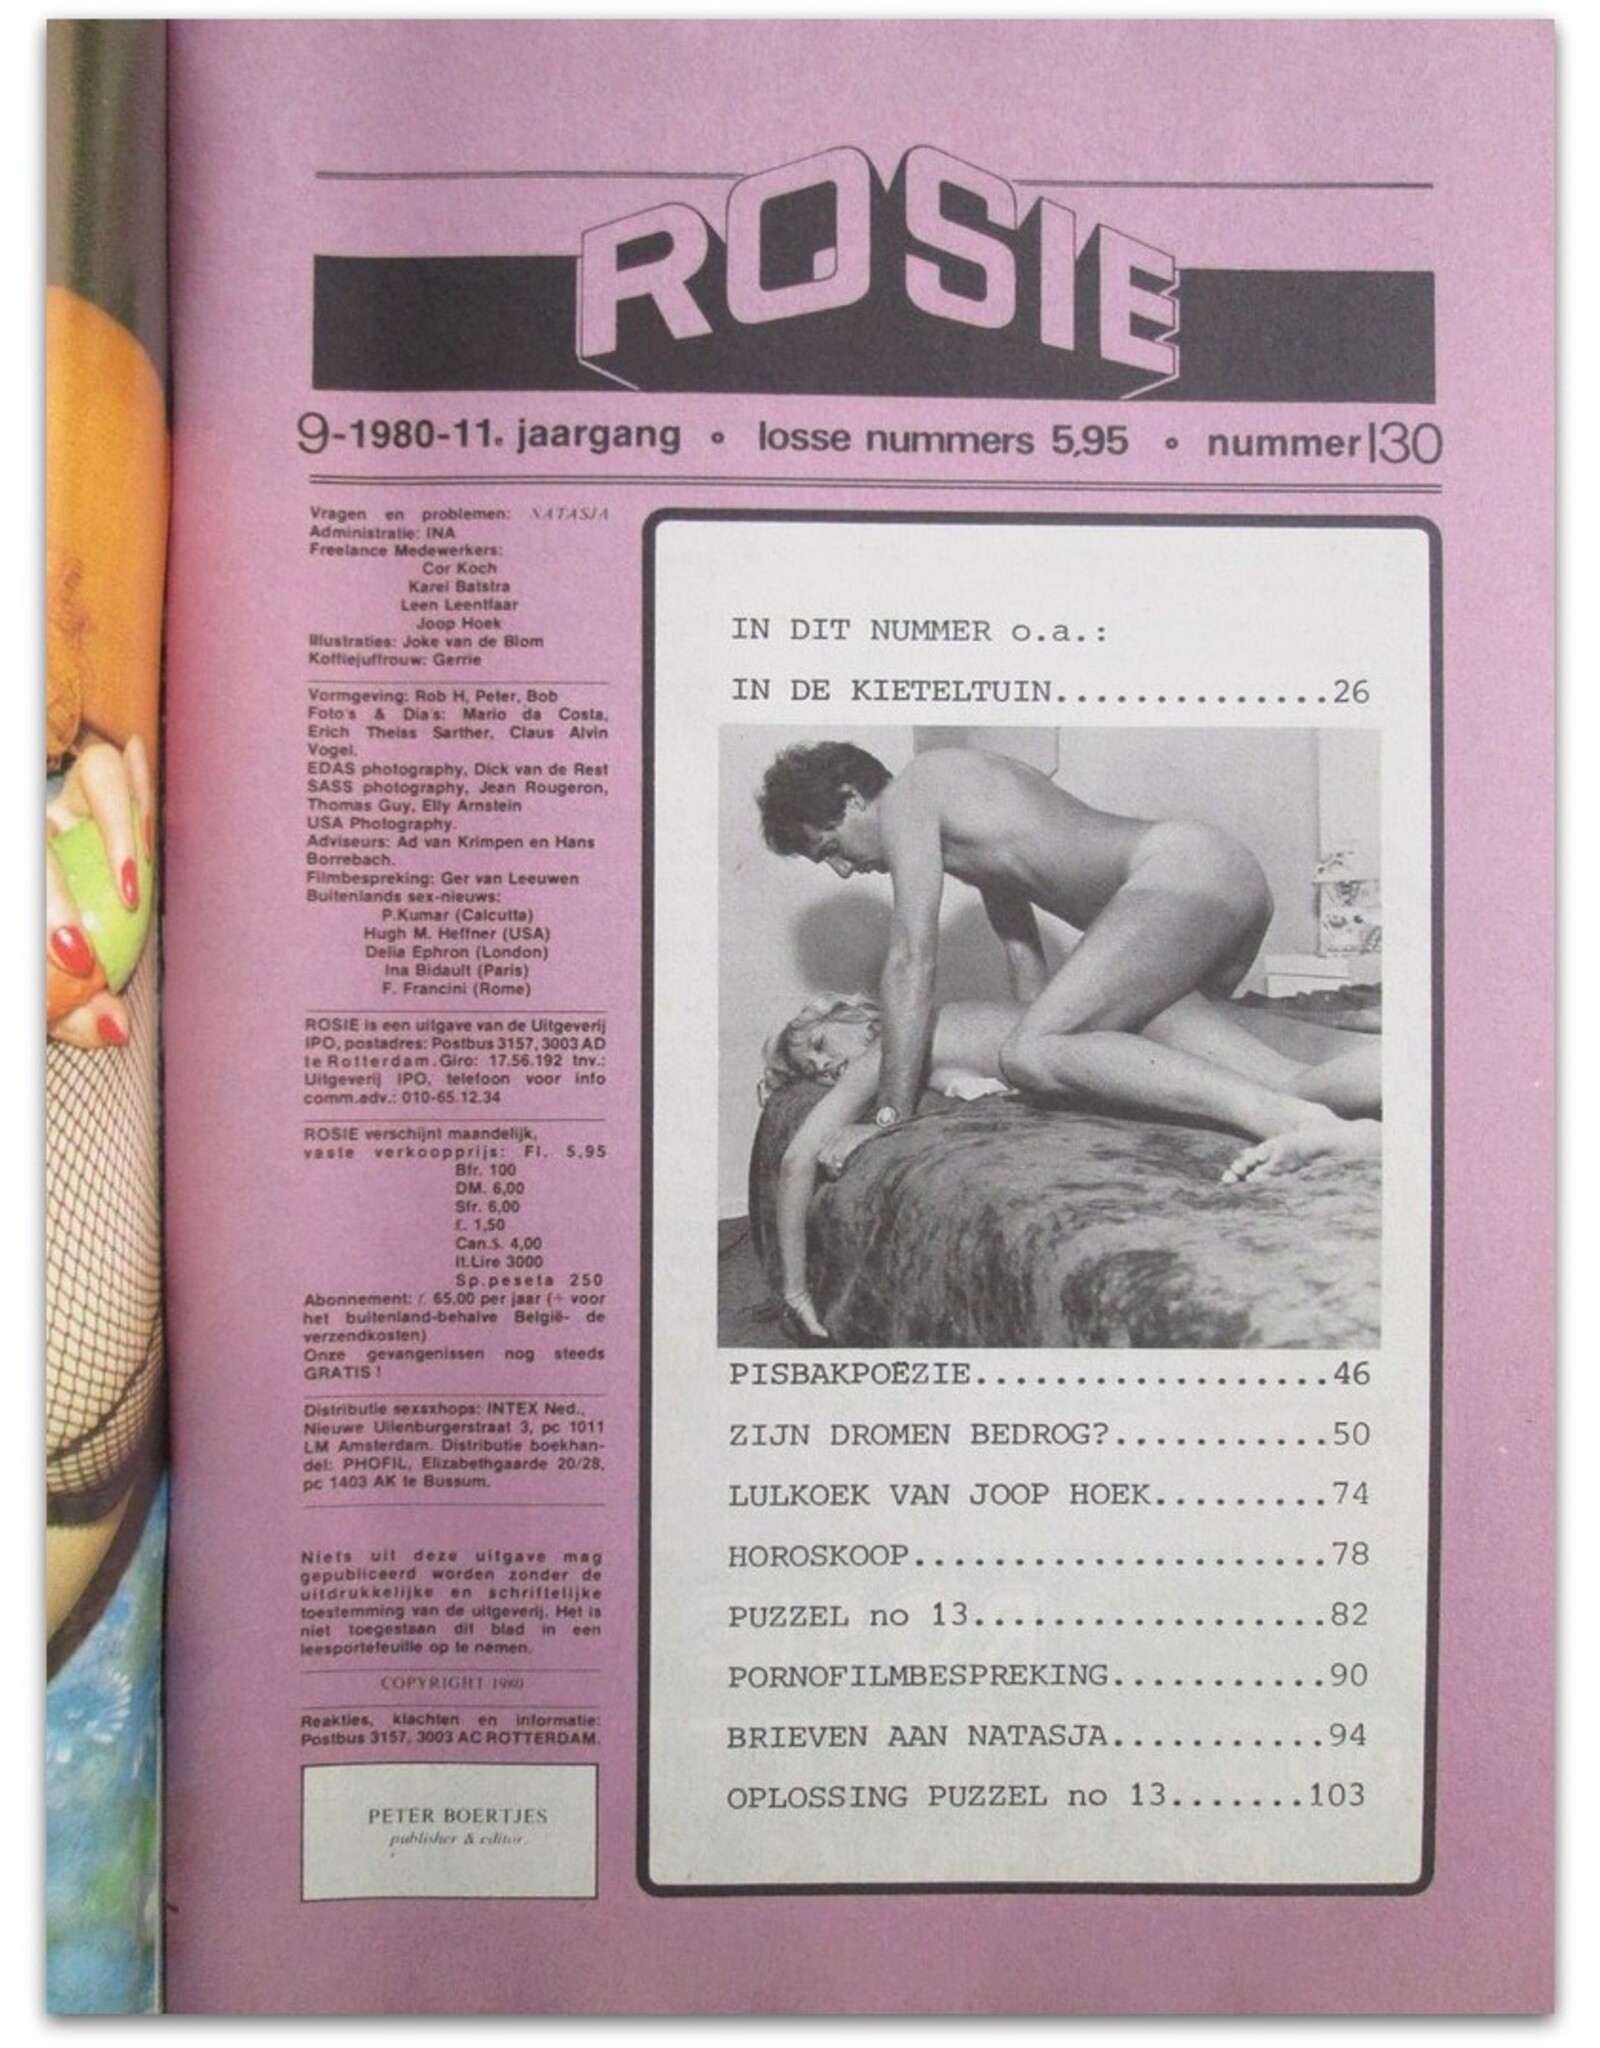 ROSIE
9-1980-11. jaargang • losse nummers 5,95 • nummer 130
Vragen en problemen: NATASJA
Administratie: INA
Freelance Medewerkers:
Cor Koch
Karel Batstra
Leen Leentfaar
Joop Hoek
Illustraties: Joke van de Blom
Koffiejuffrouw: Gerrie
Vormgeving: Rob H, Peter, Bob
Foto's & Dia's: Mario da Costa,
Erich Theiss Sarther, Claus Alvin
Vogel.
EDAS photography, Dick van de Rest
SASS photography, Jean Rougeron,
Thomas Guy, Elly Arnstein
USA Photography.
Adviseurs: Ad van Krimpen en Hans
Borrebach.
Filmbespreking: Ger van Leeuwen
Buitenlands sex-nieuws:
P.Kumar (Calcutta)
Hugh M. Heffner (USA)
Delia Ephron (London)
Ina Bidault (Paris)
F. Francini (Rome)
ROSIE is een uitgave van de Uitgeverij
IPO, postadres: Postbus 3157, 3003 AD
te Rotterdam. Giro: 17.56.192 tnv.:
Uitgeverij IPO, telefoon voor info
comm.adv.: 010-65.12.34
ROSIE verschijnt maandelijk,
vaste verkoopprijs: Fl. 5,95
Bfr. 100
DM. 6,00
Sfr. 6,00
£. 1,50
Can.$. 4,00
It.Lire 3000
Sp.peseta 250
Abonnement: f. 65,00 per jaar (+ voor
het buitenland-behalve België- de
verzendkosten)
Onze gevangenissen nog steeds
GRATIS!
Distributie sexsxhops: INTEX Ned.,
Nieuwe Uilenburgerstraat 3, pc 1011
LM Amsterdam. Distributie boekhan-
del: PHOFIL, Elizabethgaarde 20/28,
pc 1403 AK te Bussum.
Niets uit deze uitgave mag
gepubliceerd worden zonder de
uitdrukkelijke en schriftelijke
toestemming van de uitgeverij. Het is
niet toegestaan dit blad in een
leesportefeuille op te nemen.
COPYRIGHT 1980
Reakties, klachten en informatie:
Postbus 3157, 3003 AC ROTTERDAM.
PETER BOERTJES
publisher & editor.
IN DIT NUMMER o.a.:
IN DE KIETELTUIN..............26
PISBAKPOËZIE..................46
ZIJN DROMEN BEDROG?...........50
LULKOEK VAN JOOP HOEK.........74
HOROSKOOP.....................78
PUZZEL no 13..................82
PORNOFILMBESPREKING...........90
BRIEVEN AAN NATASJA...........94
OPLOSSING PUZZEL no 13.......103